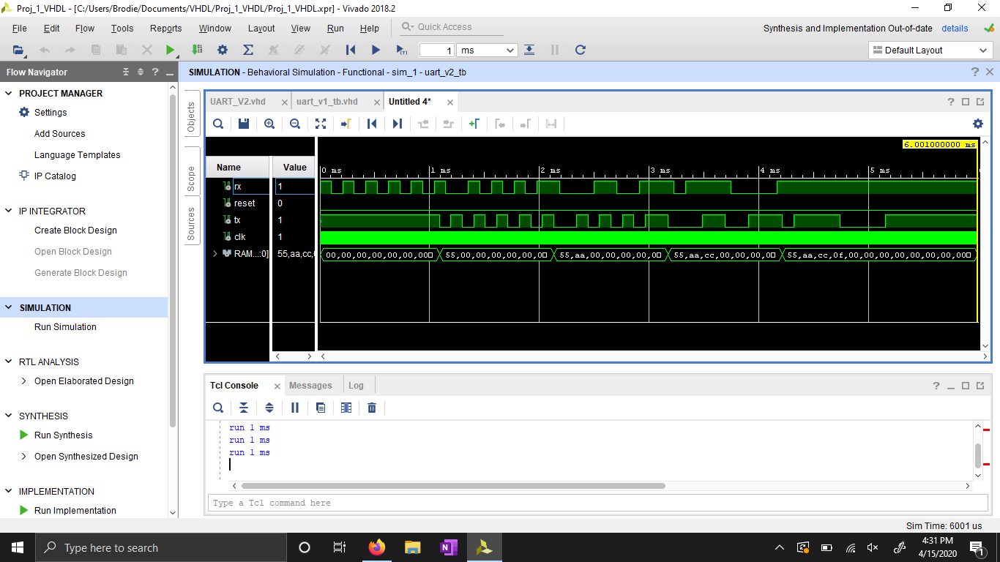 Proj_1_VHDL - [C:/Users/Brodie/Documents/VHDL/Proj_1_VHDL/Proj_1_VHDL.xpr] - Vivado 2018.2
File Edit Flow Tools Reports Window Layout View Run Help Quick Access
Synthesis and Implementation Out-of-date details
1 ms
Default Layout
Flow Navigator
SIMULATION - Behavioral Simulation - Functional - sim_1 - uart_v2_tb
PROJECT MANAGER
Settings
Add Sources
Language Templates
IP Catalog
IP INTEGRATOR
Create Block Design
Open Block Design
Generate Block Design
SIMULATION
Run Simulation
RTL ANALYSIS
Open Elaborated Design
SYNTHESIS
Run Synthesis
Open Synthesized Design
IMPLEMENTATION
Run Implementation
Objects
Scope
Sources
UART_V2.vhd uart_v1_tb.vhd Untitled 4*
6.001000000 ms
Name Value
0 ms 1 ms 2 ms 3 ms 4 ms 5 ms
rx 1
reset 0
tx 1
clk 1
RAM...:0] 55,aa,cc,
00,00,00,00,00,00,00 55,00,00,00,00,00,0 55,aa,00,00,00,00,0 55,aa,cc,00,00,00,0 55,aa,cc,0f,00,00,00,00,00,00,00,00
Tcl Console Messages Log
run 1 ms
run 1 ms
run 1 ms
Type a Tcl command here
Sim Time: 6001 us
Type here to search
4:31 PM
4/15/2020
1